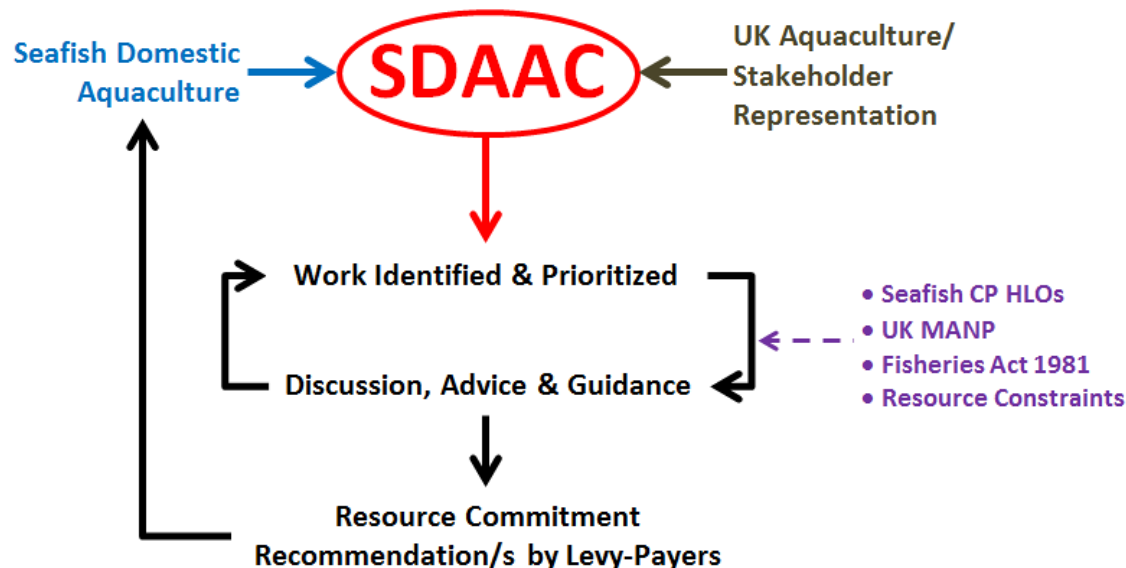 Seafish Domestic
Aquaculture
SDAAC
UK Aquaculture/
Stakeholder
Representation
Work Identified & Prioritized
• Seafish CP HLOs
• UK MANP
• Fisheries Act 1981
• Resource Constraints
Discussion, Advice & Guidance
Resource Commitment
Recommendation/s by Levy-Payers